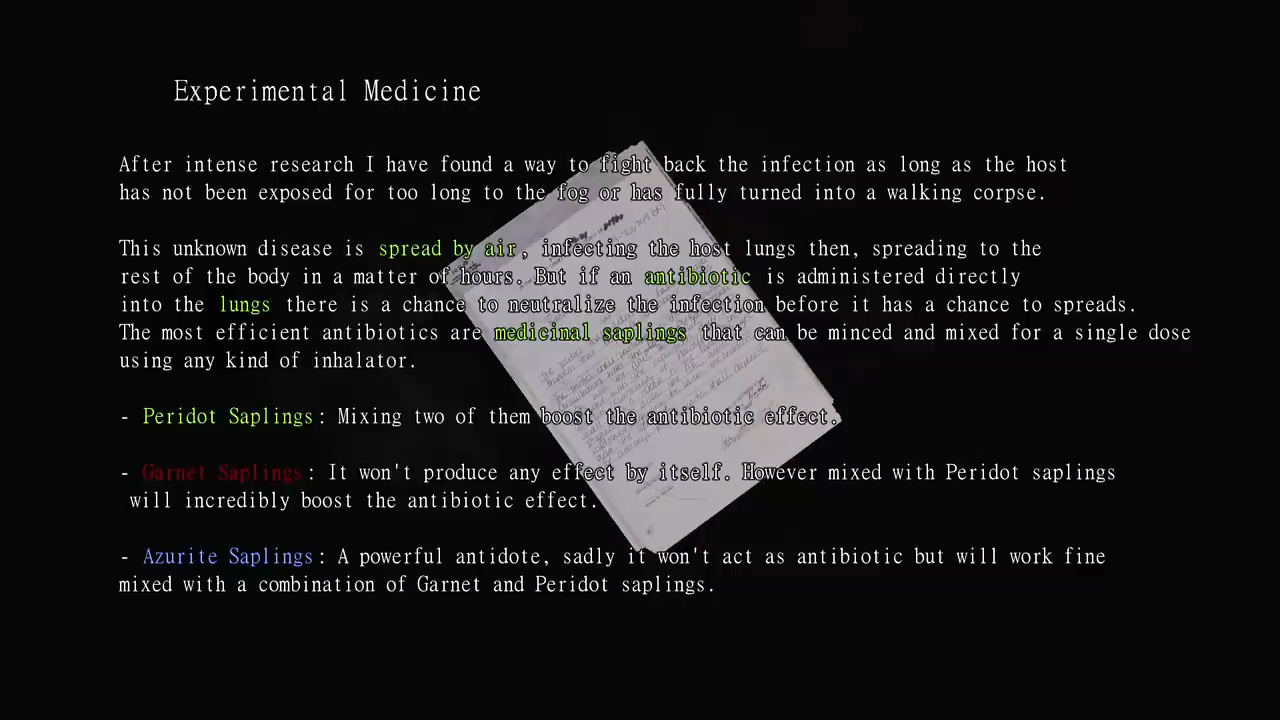 Experimental Medicine
After intense research I have found a way to fight back the infection as long as the host
has not been exposed for too long to the fog or has fully turned into a walking corpse.
This unknown disease is spread by air, infecting the host lungs then, spreading to the
rest of the body in a matter of hours. But if an antibiotic is administered directly
into the lungs there is a chance to neutralize the infection before it has a chance to spreads.
The most efficient antibiotics are medicinal saplings that can be minced and mixed for a single dose
using any kind of inhalator.
- Peridot Saplings: Mixing two of them boost the antibiotic effect.
- Garnet Saplings: It won't produce any effect by itself. However mixed with Peridot saplings
will incredibly boost the antibiotic effect.
- Azurite Saplings: A powerful antidote, sadly it won't act as antibiotic but will work fine
mixed with a combination of Garnet and Peridot saplings.